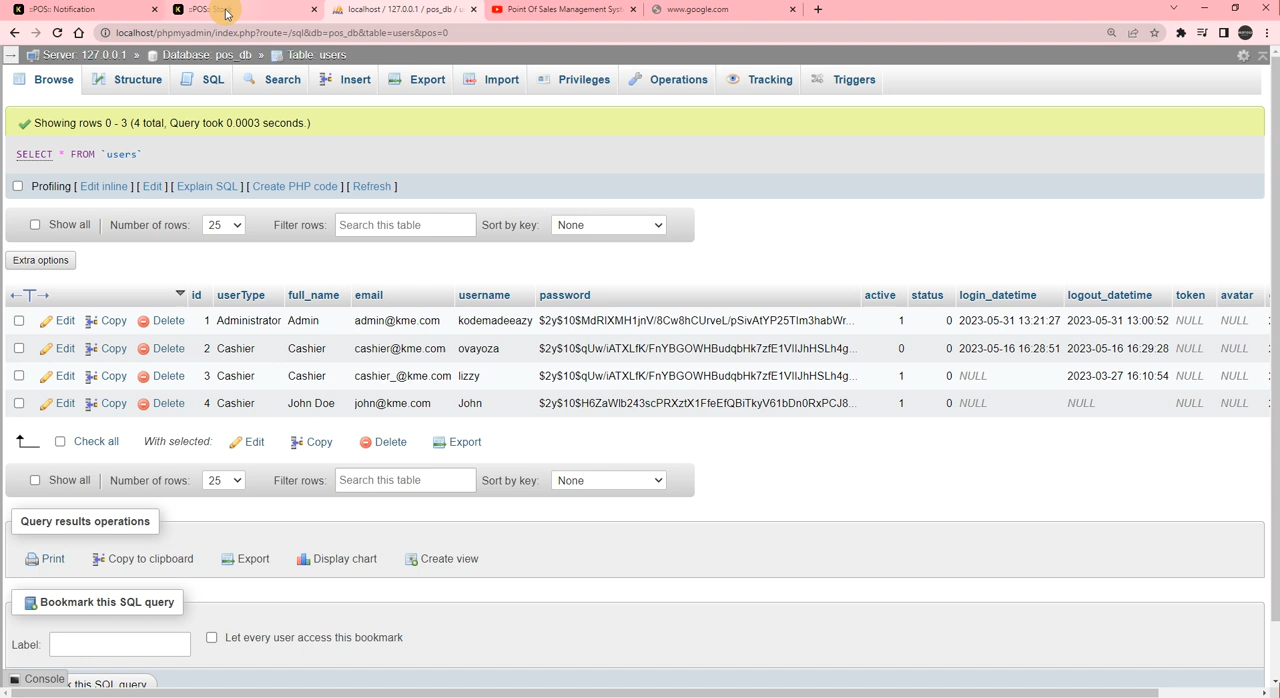 ::POS:: Notification
::POS:: Stock
localhost / 127.0.0.1 / pos_db / u
Point Of Sales Management Syst
www.google.com
localhost/phpmyadmin/index.php?route=/sql&db=pos_db&table=users&pos=0
Server: 127.0.0.1 » Database: pos_db » Table: users
Browse Structure SQL Search Insert Export Import Privileges Operations Tracking Triggers
Showing rows 0 - 3 (4 total, Query took 0.0003 seconds.)
SELECT * FROM `users`
Profiling [ Edit inline ] [ Edit ] [ Explain SQL ] [ Create PHP code ] [ Refresh ]
Show all | Number of rows: 25 Filter rows: Search this table Sort by key: None
Extra options
id userType full_name email username password active status login_datetime logout_datetime token avatar
Edit Copy Delete 1 Administrator Admin admin@kme.com kodemadeeazy $2y$10$MdRIXMH1jnV/8Cw8hCUrveL/pSivAtYP25TIm3habWr... 1 0 2023-05-31 13:21:27 2023-05-31 13:00:52 NULL NULL
Edit Copy Delete 2 Cashier Cashier cashier@kme.com ovayoza $2y$10$qUw/iATXLfK/FnYBGOWHBudqbHk7zfE1VIIJhHSLh4g... 0 0 2023-05-16 16:28:51 2023-05-16 16:29:28 NULL NULL
Edit Copy Delete 3 Cashier Cashier cashier_@kme.com lizzy $2y$10$qUw/iATXLfK/FnYBGOWHBudqbHk7zfE1VIIJhHSLh4g... 1 0 NULL 2023-03-27 16:10:54 NULL NULL
Edit Copy Delete 4 Cashier John Doe john@kme.com John $2y$10$H6ZaWlb243scPRXztX1FfeEfQBiTkyV61bDn0RxPCJ8... 1 0 NULL NULL NULL NULL
Check all With selected: Edit Copy Delete Export
Show all | Number of rows: 25 Filter rows: Search this table Sort by key: None
Query results operations
Print Copy to clipboard Export Display chart Create view
Bookmark this SQL query
Label: Let every user access this bookmark
Console
this SQL query